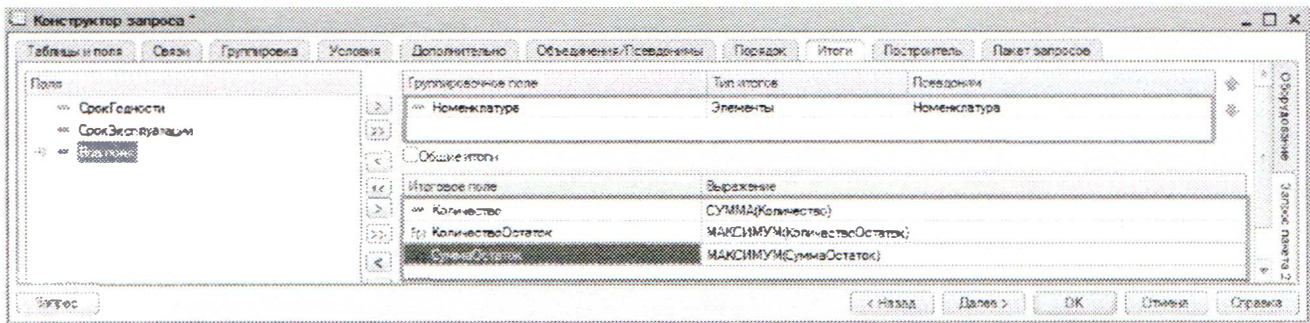 Конструктор запроса *
Таблицы и поля Связи Группировка Условия Дополнительно Объединения/Псевдонимы Порядок Итоги Построитель Пакет запросов
Поля
СрокГодности
СрокЭксплуатации
Группировочное поле Тип итогов Псевдоним
Номенклатура Элементы Номенклатура
Общие итоги
Итоговое поле Выражение
Количество СУММА(Количество)
КоличествоОстаток МАКСИМУМ(КоличествоОстаток)
СуммаОстаток МАКСИМУМ(СуммаОстаток)
Оборудование
Запрос пакета 2
Запрос < Назад Далее > ОК Отмена Справка